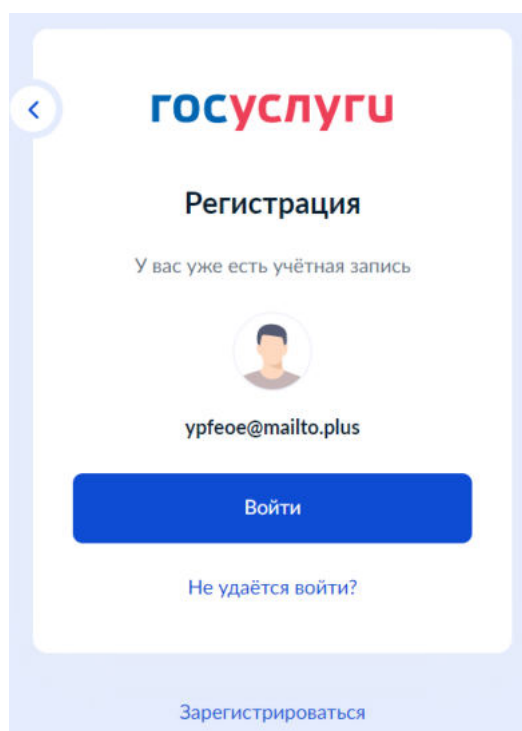 госуслуги
Регистрация
У вас уже есть учётная запись
ypfeoe@mailto.plus
Войти
Не удаётся войти?
Зарегистрироваться